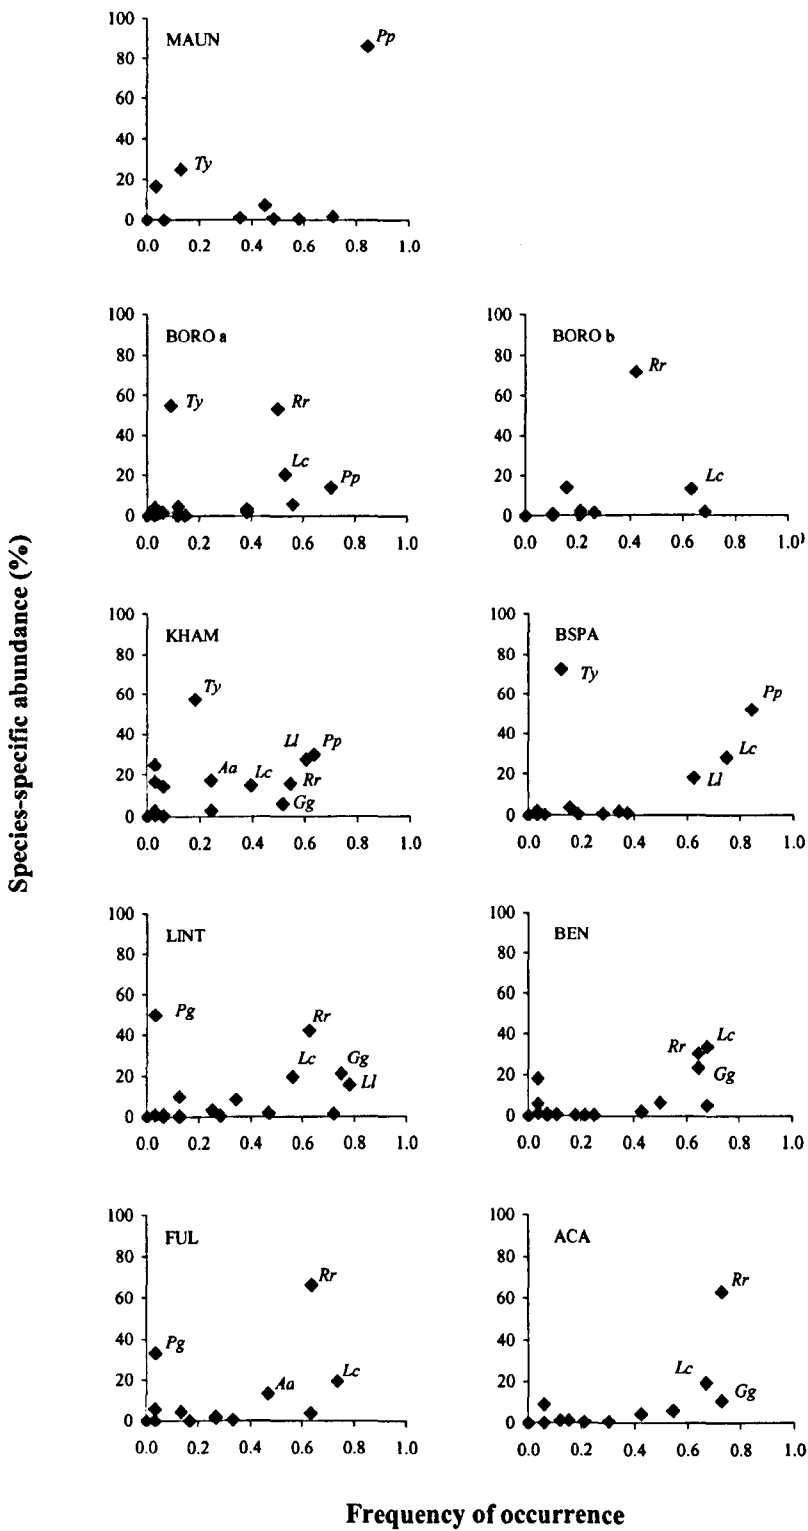 Species-specific abundance (%)
100
MAUN
Pp
80
60
40
Ty
20
0
0.0 0.2 0.4 0.6 0.8 1.0
100
BORO a
80
60
Ty
Rr
40
Lc
20
Pp
0
0.0 0.2 0.4 0.6 0.8 1.0
100
BORO b
80
Rr
60
40
20
Lc
0
0.0 0.2 0.4 0.6 0.8 1.0
100
KHAM
80
60
Ty
40
Ll Pp
20
Aa Lc Rr
Gg
0
0.0 0.2 0.4 0.6 0.8 1.0
100
BSPA
80
Ty
60
Pp
40
Lc
20
Ll
0
0.0 0.2 0.4 0.6 0.8 1.0
100
LINT
80
60
Pg
Rr
40
Lc Gg
20
Ll
0
0.0 0.2 0.4 0.6 0.8 1.0
100
BEN
80
60
40
Rr Lc
20
Gg
0
0.0 0.2 0.4 0.6 0.8 1.0
100
FUL
80
Rr
60
40
Pg
20
Aa Lc
0
0.0 0.2 0.4 0.6 0.8 1.0
100
ACA
80
Rr
60
40
Lc
20
Gg
0
0.0 0.2 0.4 0.6 0.8 1.0
Frequency of occurrence